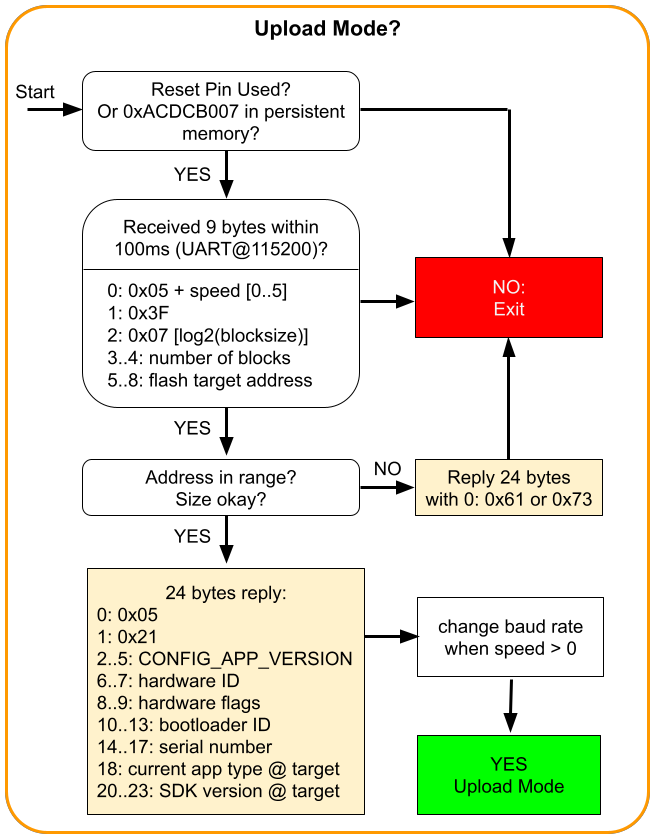 Upload Mode?
Start
Reset Pin Used?
Or 0xACDCB007 in persistent
memory?
YES
Received 9 bytes within
100ms (UART@115200)?
0: 0x05 + speed [0..5]
1: 0x3F
2: 0x07 [log2(blocksize)]
3..4: number of blocks
5..8: flash target address
NO:
Exit
YES
Address in range?
Size okay?
NO
Reply 24 bytes
with 0: 0x61 or 0x73
YES
24 bytes reply:
0: 0x05
1: 0x21
2..5: CONFIG_APP_VERSION
6..7: hardware ID
8..9: hardware flags
10..13: bootloader ID
14..17: serial number
18: current app type @ target
20..23: SDK version @ target
change baud rate
when speed > 0
YES
Upload Mode